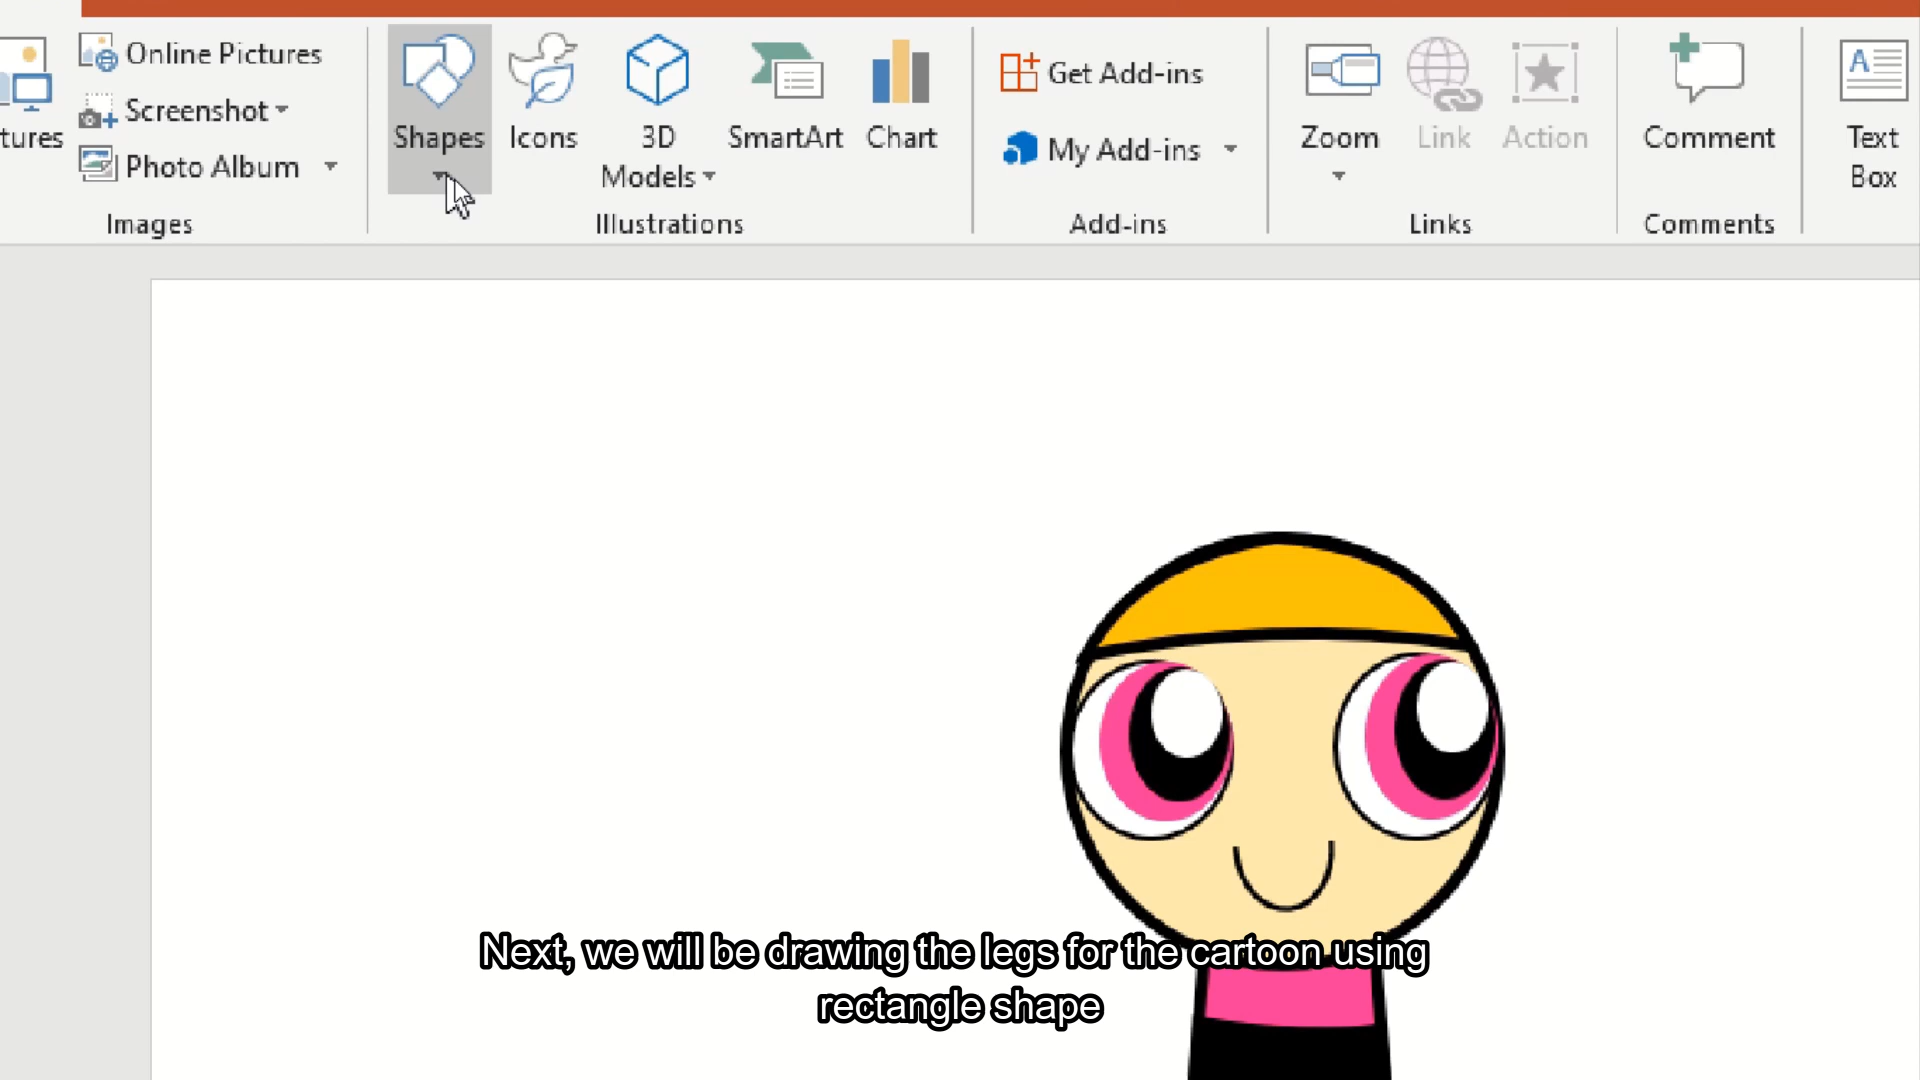 Online Pictures
Screenshot
Photo Album
tures
Images
Shapes
Icons
3D
Models
SmartArt
Chart
Illustrations
Get Add-ins
My Add-ins
Add-ins
Zoom
Link
Action
Links
Comment
Comments
A
Text
Box
Next, we will be drawing the legs for the cartoon using
rectangle shape